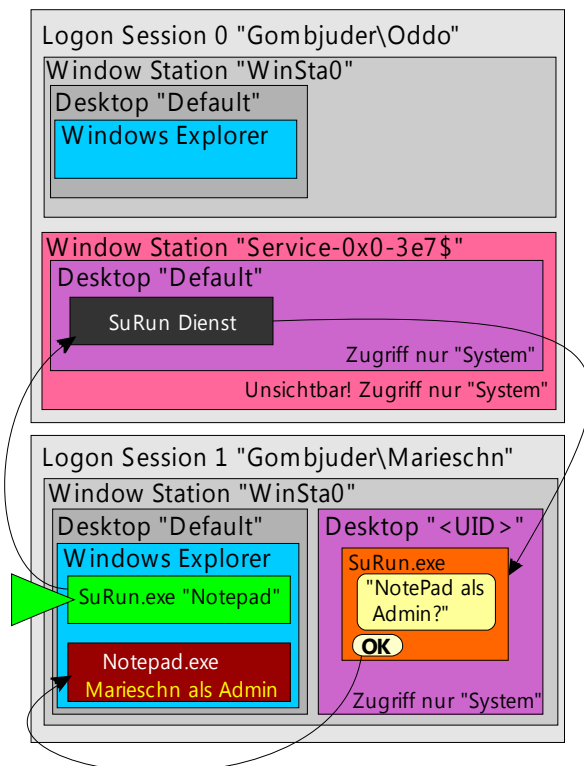 Logon Session 0 "Gombjuder\Oddo"
Window Station "WinSta0"
Desktop "Default"
Windows Explorer
Window Station "Service-0x0-3e7$"
Desktop "Default"
SuRun Dienst
Zugriff nur "System"
Unsichtbar! Zugriff nur "System"
Logon Session 1 "Gombjuder\Marieschn"
Window Station "WinSta0"
Desktop "Default"
Windows Explorer
SuRun.exe "Notepad"
Notepad.exe
Marieschn als Admin
Desktop "<UID>"
SuRun.exe
"NotePad als
Admin?"
OK
Zugriff nur "System"